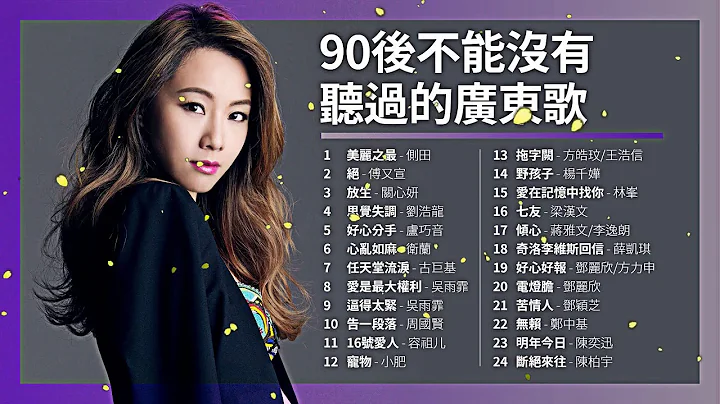 90後不能沒有
聽過的廣東歌
1 美麗之最 - 側田
2 絕 - 傅又宣
3 放生 - 關心妍
4 思覺失調 - 劉浩龍
5 好心分手 - 盧巧音
6 心亂如麻 - 衛蘭
7 任天堂流淚 - 古巨基
8 愛是最大權利 - 吳雨霏
9 逼得太緊 - 吳雨霏
10 告一段落 - 周國賢
11 16號愛人 - 容祖儿
12 寵物 - 小肥
13 拖字開 - 方皓玟/王浩信
14 野孩子 - 楊千嬅
15 愛在記憶中找你 - 林峯
16 七友 - 梁漢文
17 傾心 - 蔣雅文/李逸朗
18 奇洛李維斯回信 - 薛凱琪
19 好心好報 - 鄧麗欣/方力申
20 電燈膽 - 鄧麗欣
21 苦情人 - 鄧穎芝
22 無賴 - 鄭中基
23 明年今日 - 陳奕迅
24 斷絕來往 - 陳柏宇